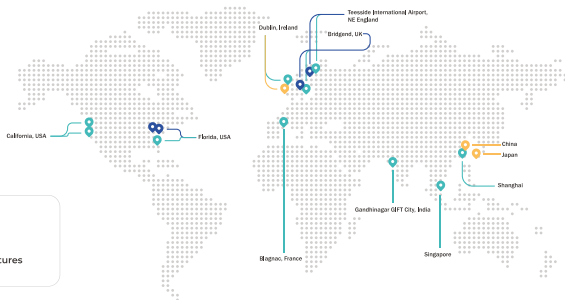 Teesside International Airport,
NE England
Dublin, Ireland
Bridgend, UK
California, USA
Florida, USA
China
Japan
Shanghai
Gandhinagar GIFT City, India
Singapore
Blagnac, France
tures